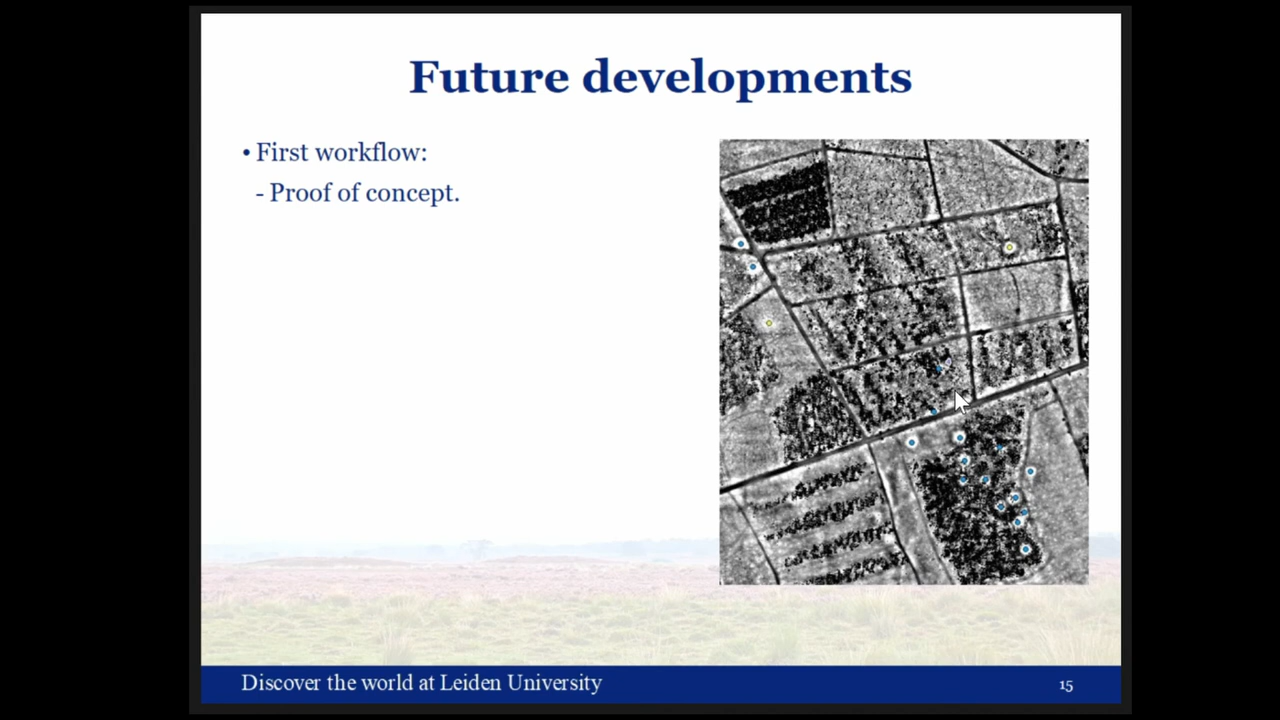 Future developments
• First workflow:
- Proof of concept.
Discover the world at Leiden University
15